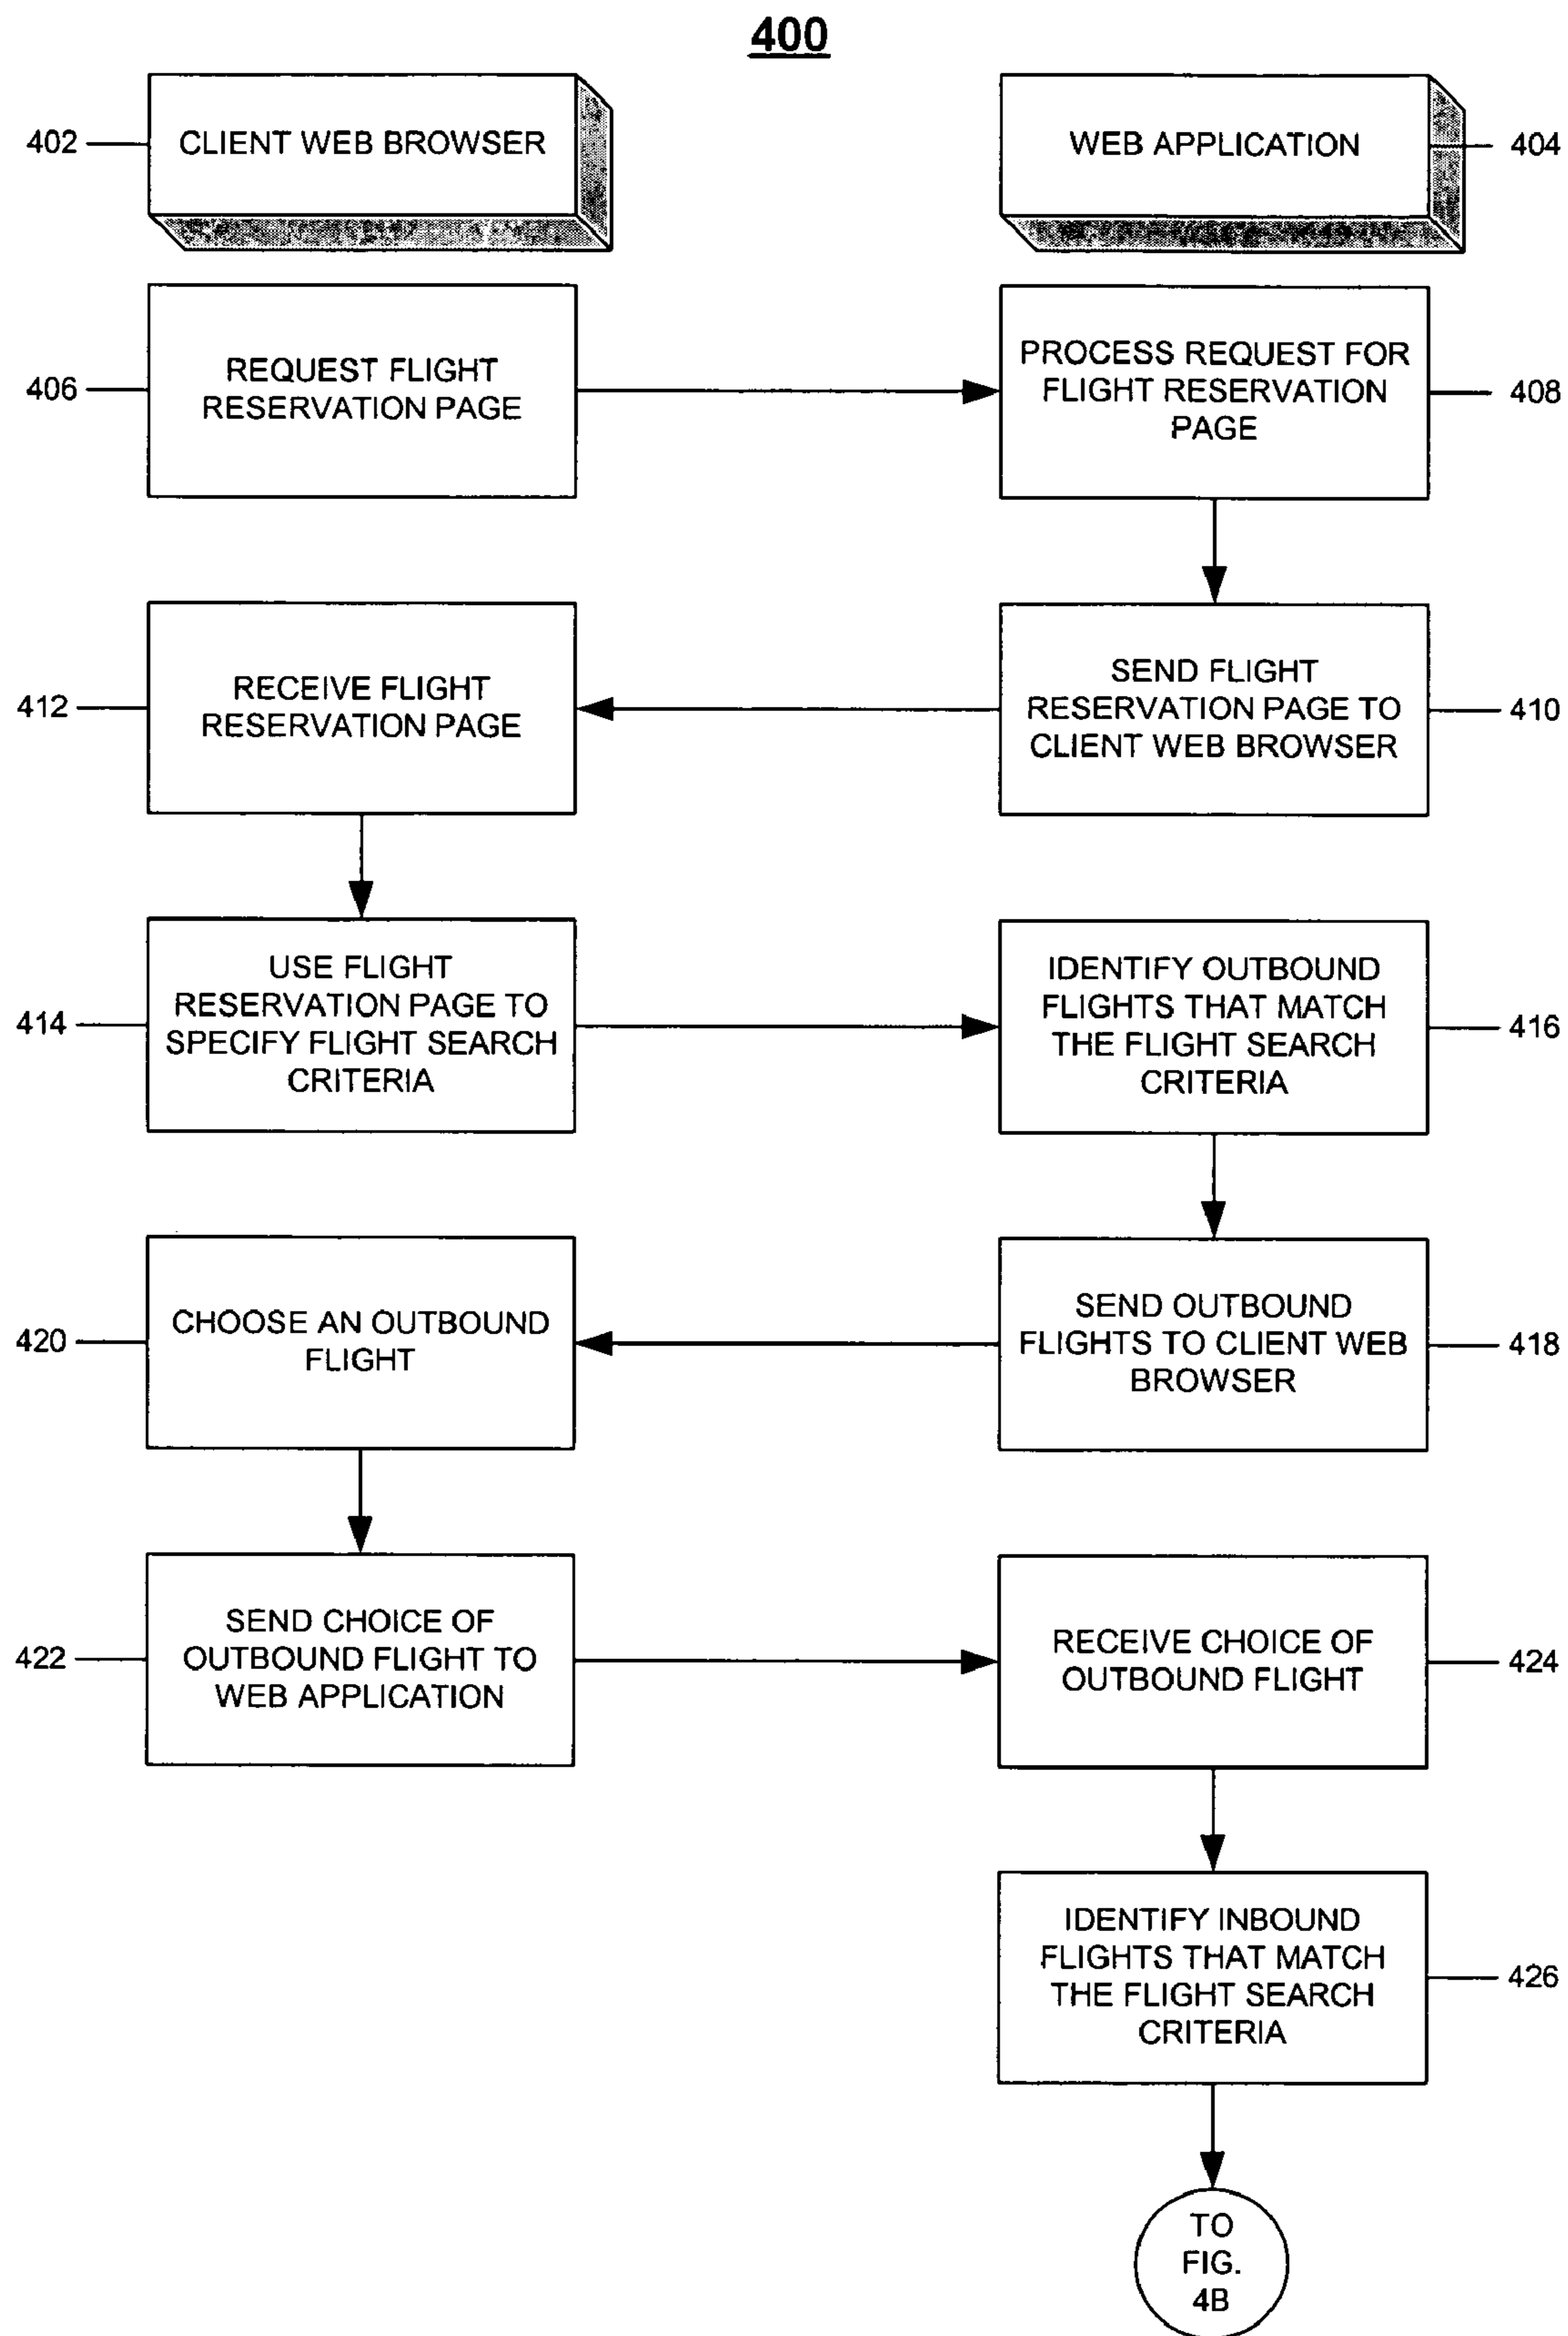 400
402
CLIENT WEB BROWSER
WEB APPLICATION
404
406
REQUEST FLIGHT
RESERVATION PAGE
PROCESS REQUEST FOR
FLIGHT RESERVATION
PAGE
408
412
RECEIVE FLIGHT
RESERVATION PAGE
SEND FLIGHT
RESERVATION PAGE TO
CLIENT WEB BROWSER
410
414
USE FLIGHT
RESERVATION PAGE TO
SPECIFY FLIGHT SEARCH
CRITERIA
IDENTIFY OUTBOUND
FLIGHTS THAT MATCH
THE FLIGHT SEARCH
CRITERIA
416
420
CHOOSE AN OUTBOUND
FLIGHT
SEND OUTBOUND
FLIGHTS TO CLIENT WEB
BROWSER
418
422
SEND CHOICE OF
OUTBOUND FLIGHT TO
WEB APPLICATION
RECEIVE CHOICE OF
OUTBOUND FLIGHT
424
IDENTIFY INBOUND
FLIGHTS THAT MATCH
THE FLIGHT SEARCH
CRITERIA
426
TO
FIG.
4B